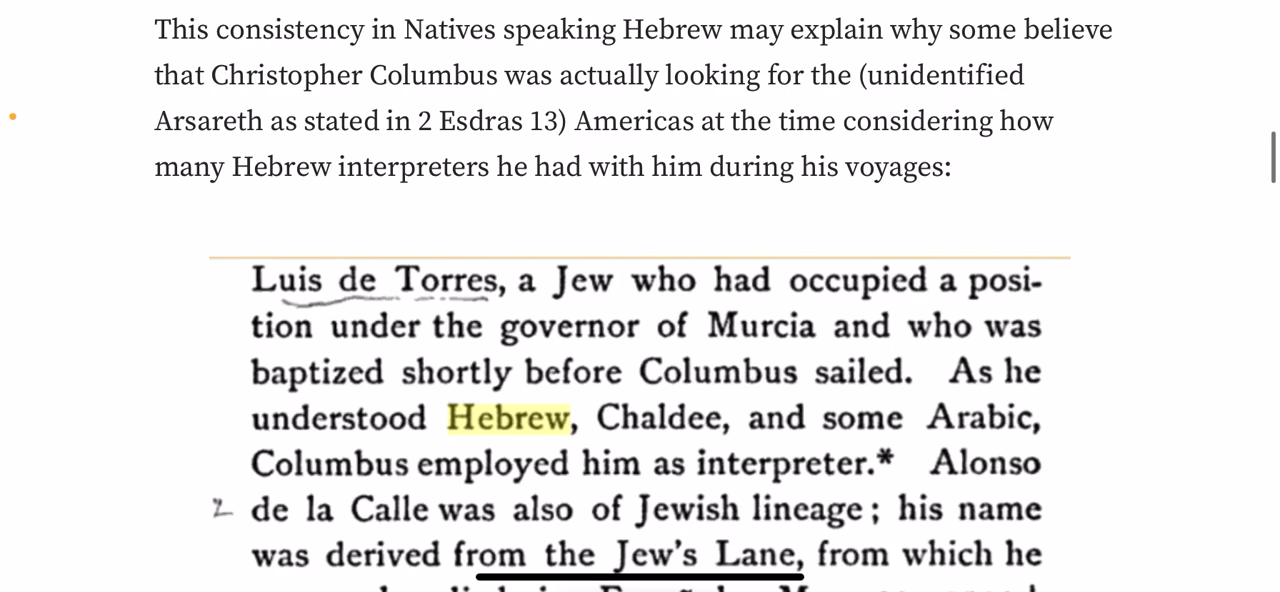 This consistency in Natives speaking Hebrew may explain why some believe
that Christopher Columbus was actually looking for the (unidentified
Arsareth as stated in 2 Esdras 13) Americas at the time considering how
many Hebrew interpreters he had with him during his voyages:
Luis de Torres, a Jew who had occupied a posi-
tion under the governor of Murcia and who was
baptized shortly before Columbus sailed. As he
understood Hebrew, Chaldee, and some Arabic,
Columbus employed him as interpreter.* Alonso
de la Calle was also of Jewish lineage; his name
was derived from the Jew's Lane, from which he